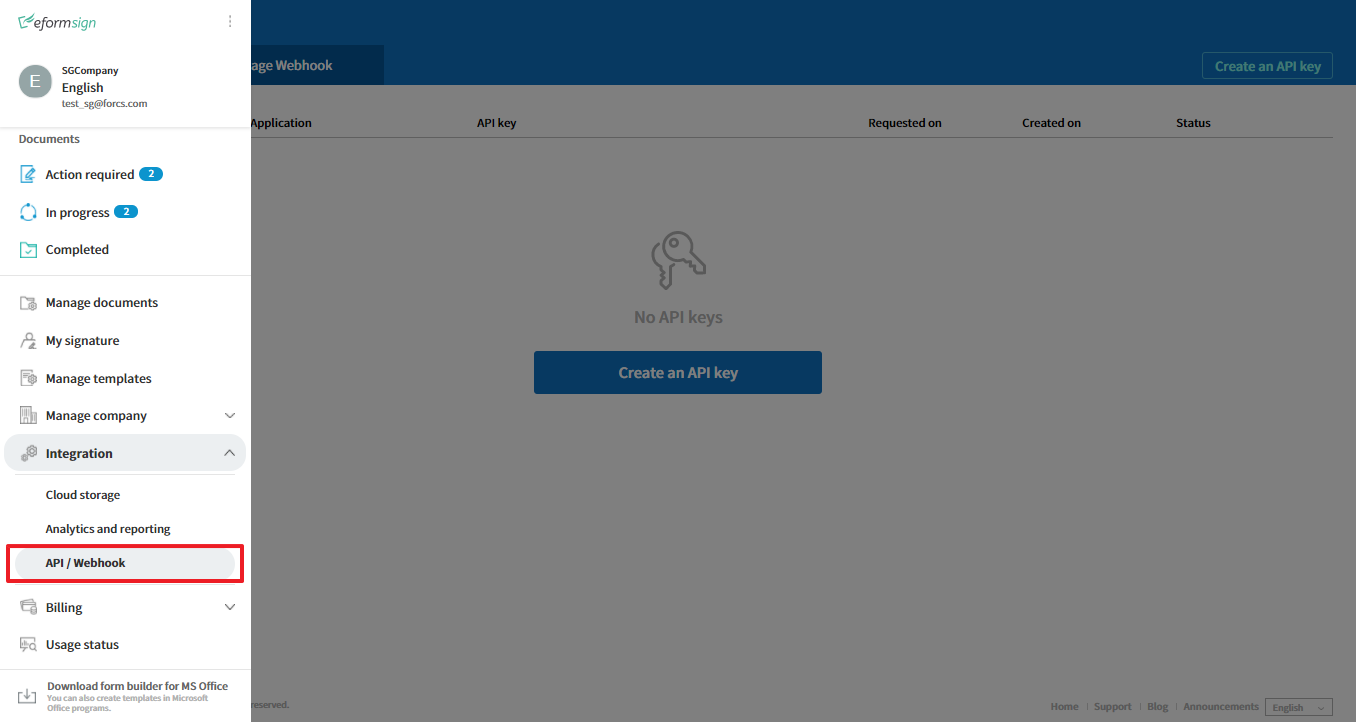 eformsign
E
SGCompany
English
test_sg@forcs.com
Documents
Action required 2
In progress 2
Completed
Manage documents
My signature
Manage templates
Manage company
Integration
Cloud storage
Analytics and reporting
API / Webhook
Billing
Usage status
Download form builder for MS Office
You can also create templates in Microsoft
Office programs.
age Webhook
Create an API key
Application API key Requested on Created on Status
No API keys
Create an API key
reserved.
Home Support Blog Announcements English